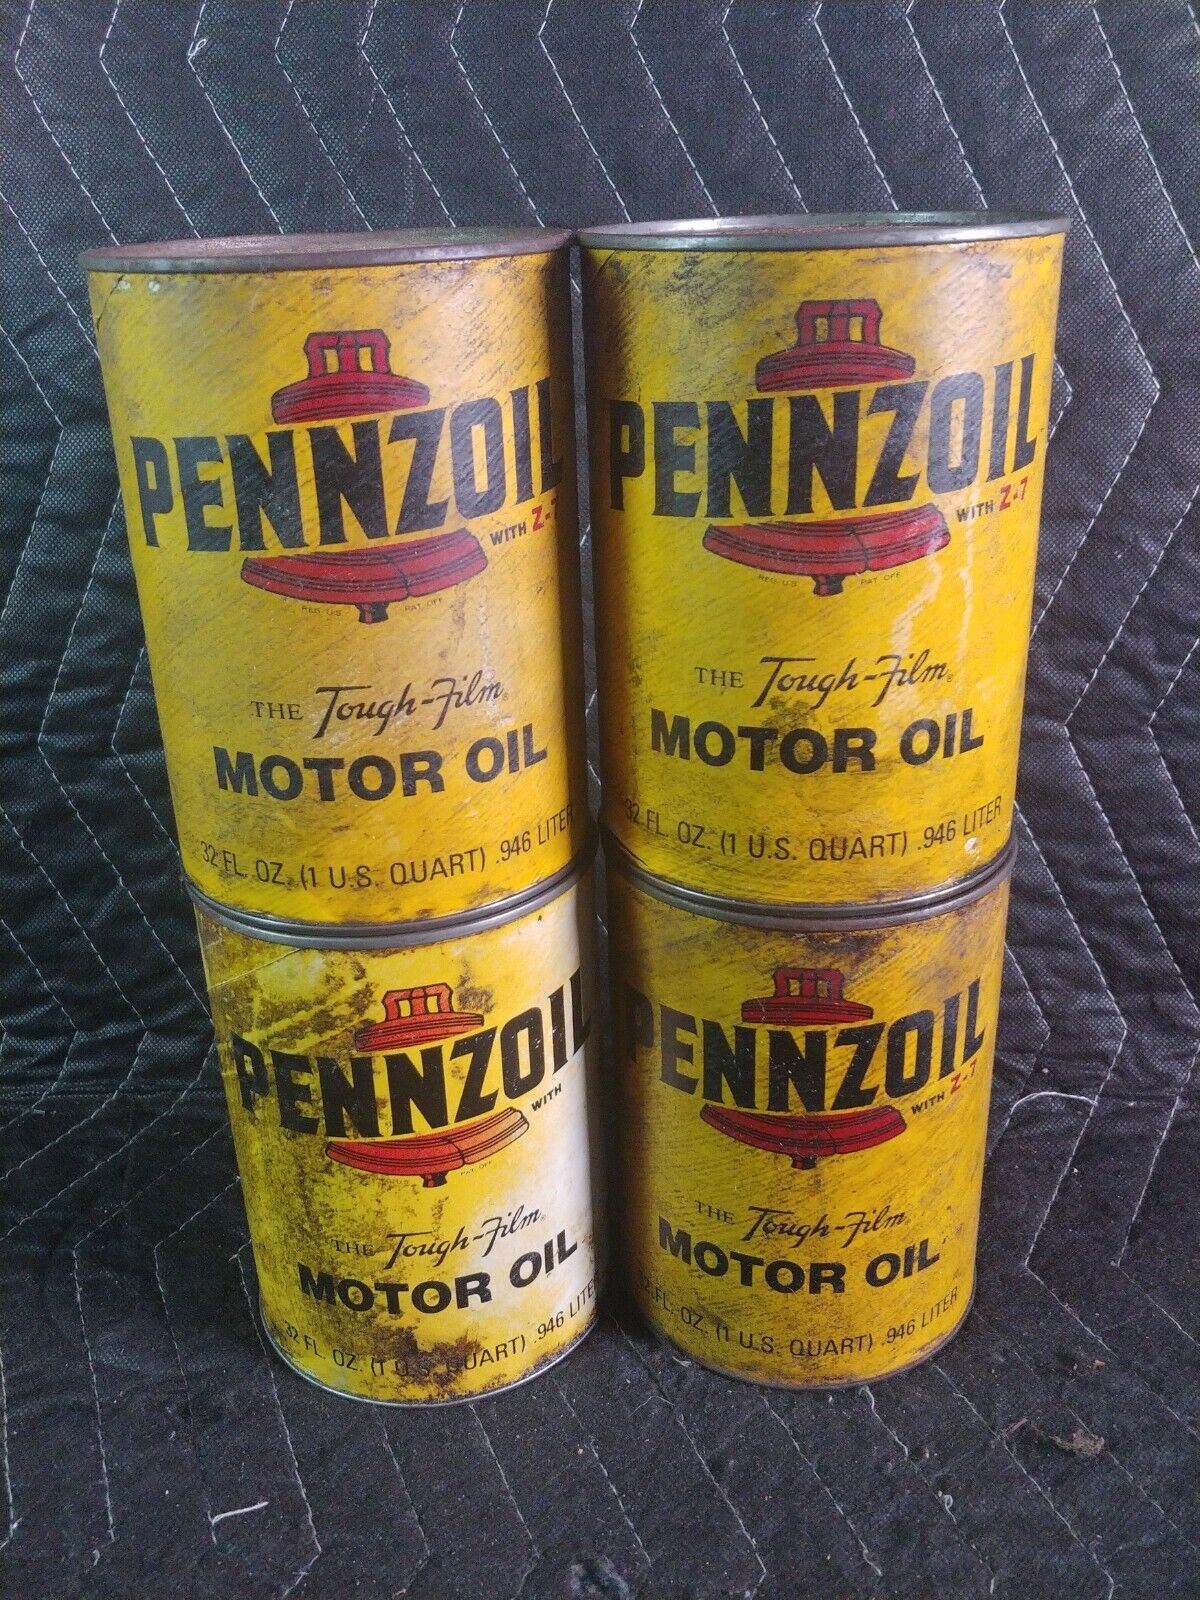 PENNZOIL
WITH Z-7
REG. U.S. PAT. OFF.
THE Tough-Film®
MOTOR OIL
32 FL. OZ. (1 U.S. QUART) .946 LITER
PENNZOIL
WITH Z-7
REG. U.S. PAT. OFF.
THE Tough-Film®
MOTOR OIL
32 FL. OZ. (1 U.S. QUART) .946 LITER
PENNZOIL
WITH
PAT. OFF.
THE Tough-Film®
MOTOR OIL
32 FL. OZ. (1 U.S. QUART) .946 LITER
PENNZOIL
WITH Z-7
THE Tough-Film
MOTOR OIL
FL. OZ. (1 U.S. QUART) .946 LITER